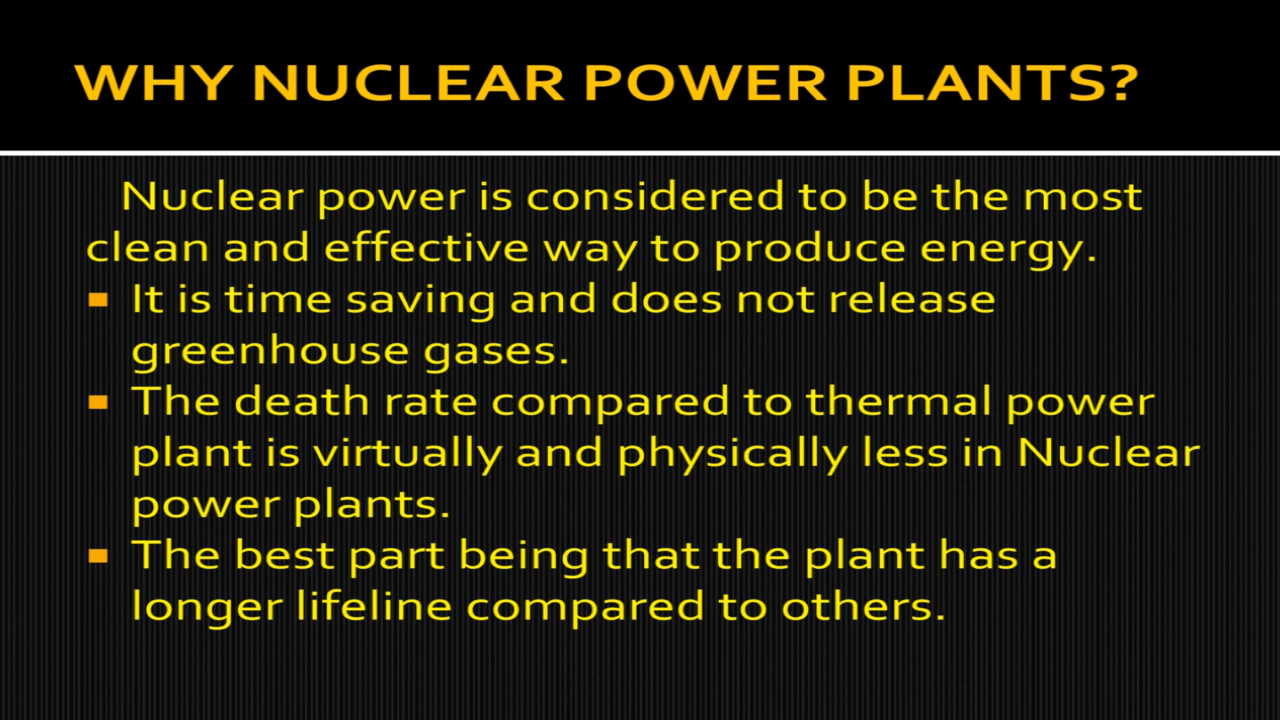 WHY NUCLEAR POWER PLANTS?
Nuclear power is considered to be the most
clean and effective way to produce energy.
It is time saving and does not release
greenhouse gases.
The death rate compared to thermal power
plant is virtually and physically less in Nuclear
power plants.
The best part being that the plant has a
longer lifeline compared to others.